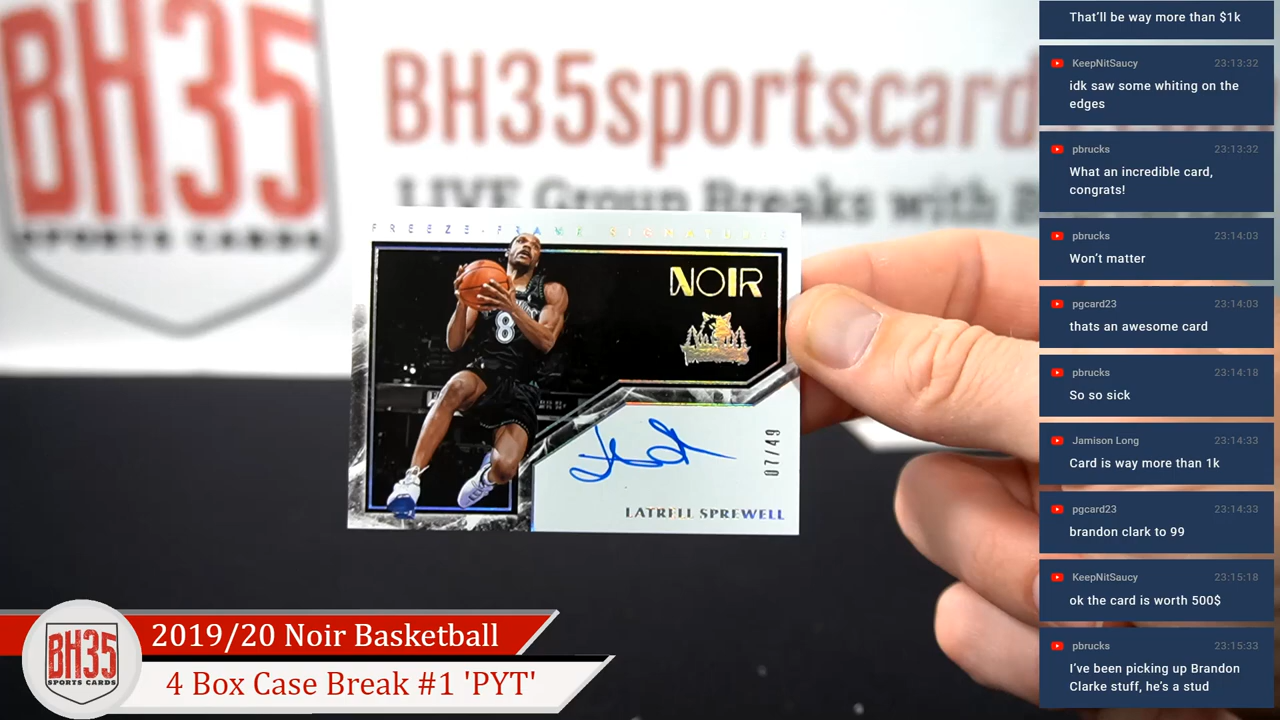 BH35
SPORTS CARDS
BH35sportscard
LIVE Group Breaks with B
FREEZE-FRAME SIGNATURES
NOIR
8
07/49
LATRELL SPREWELL
BH35
SPORTS CARDS
2019/20 Noir Basketball
4 Box Case Break #1 'PYT'
That'll be way more than $1k
KeepNitSaucy 23:13:32
idk saw some whiting on the
edges
pbrucks 23:13:32
What an incredible card,
congrats!
pbrucks 23:14:03
Won't matter
pgcard23 23:14:03
thats an awesome card
pbrucks 23:14:18
So so sick
Jamison Long 23:14:33
Card is way more than 1k
pgcard23 23:14:33
brandon clark to 99
KeepNitSaucy 23:15:18
ok the card is worth 500$
pbrucks 23:15:33
I've been picking up Brandon
Clarke stuff, he's a stud